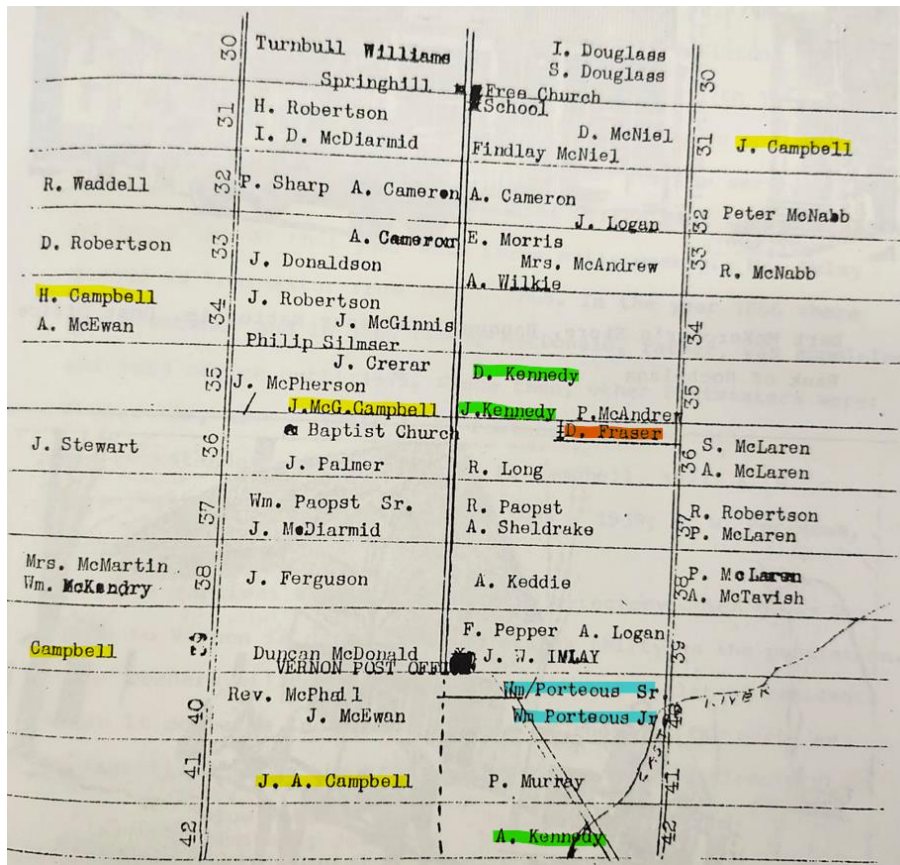 30
Turnbull Williams
I. Douglass
S. Douglass
30
Springhill
Free Church
School
31
H. Robertson
I. D. McDiarmid
D. McNiel
Findlay McNiel
31
J. Campbell
R. Waddell
32
P. Sharp A. Cameron
A. Cameron
J. Logan
32
Peter McNabb
D. Robertson
33
A. Cameron
J. Donaldson
E. Morris
Mrs. McAndrew
A. Wilkie
33
R. McNabb
H. Campbell
A. McEwan
34
J. Robertson
J. McGinnis
Philip Silmser
34
35
J. Crerar
J. McPherson
J.McG.Campbell
D. Kennedy
J.Kennedy
P.McAndrew
35
J. Stewart
36
Baptist Church
J. Palmer
D. Fraser
R. Long
36
S. McLaren
A. McLaren
37
Wm. Paopst Sr.
J. McDiarmid
R. Paopst
A. Sheldrake
37
R. Robertson
P. McLaren
Mrs. McMartin
Wm. McKendry
38
J. Ferguson
A. Keddie
38
P. McLaren
A. McTavish
Campbell
39
Duncan McDonald
VERNON POST OFFICE
F. Pepper A. Logan
J. W. IMLAY
39
40
Rev. McPhail
J. McEwan
Wm/Porteous Sr.
Wm Porteous Jr
40
CAST
RIVER
41
J. A. Campbell
P. Murray
41
42
A. Kennedy
42